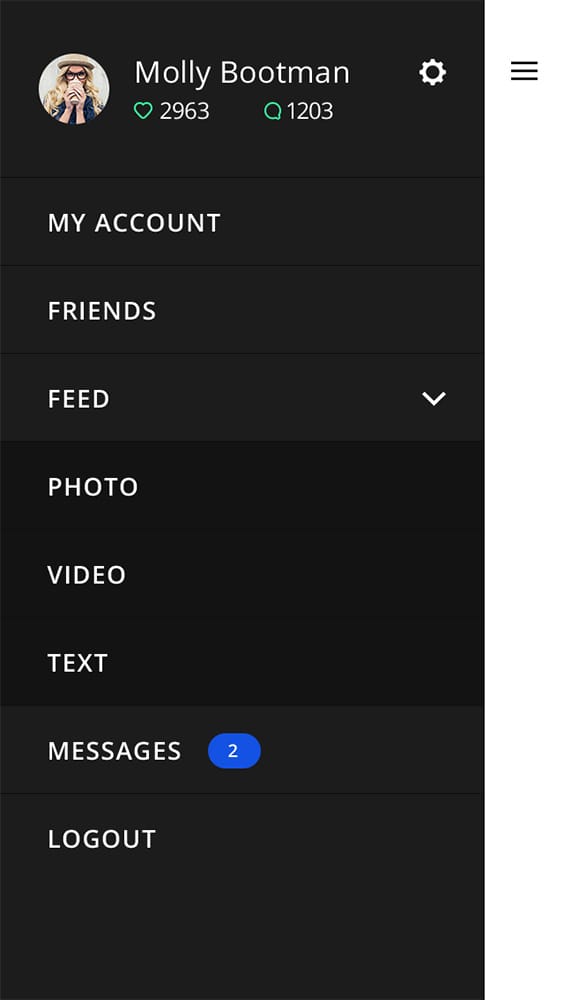 Molly Bootman
2963 1203
MY ACCOUNT
FRIENDS
FEED
PHOTO
VIDEO
TEXT
MESSAGES 2
LOGOUT